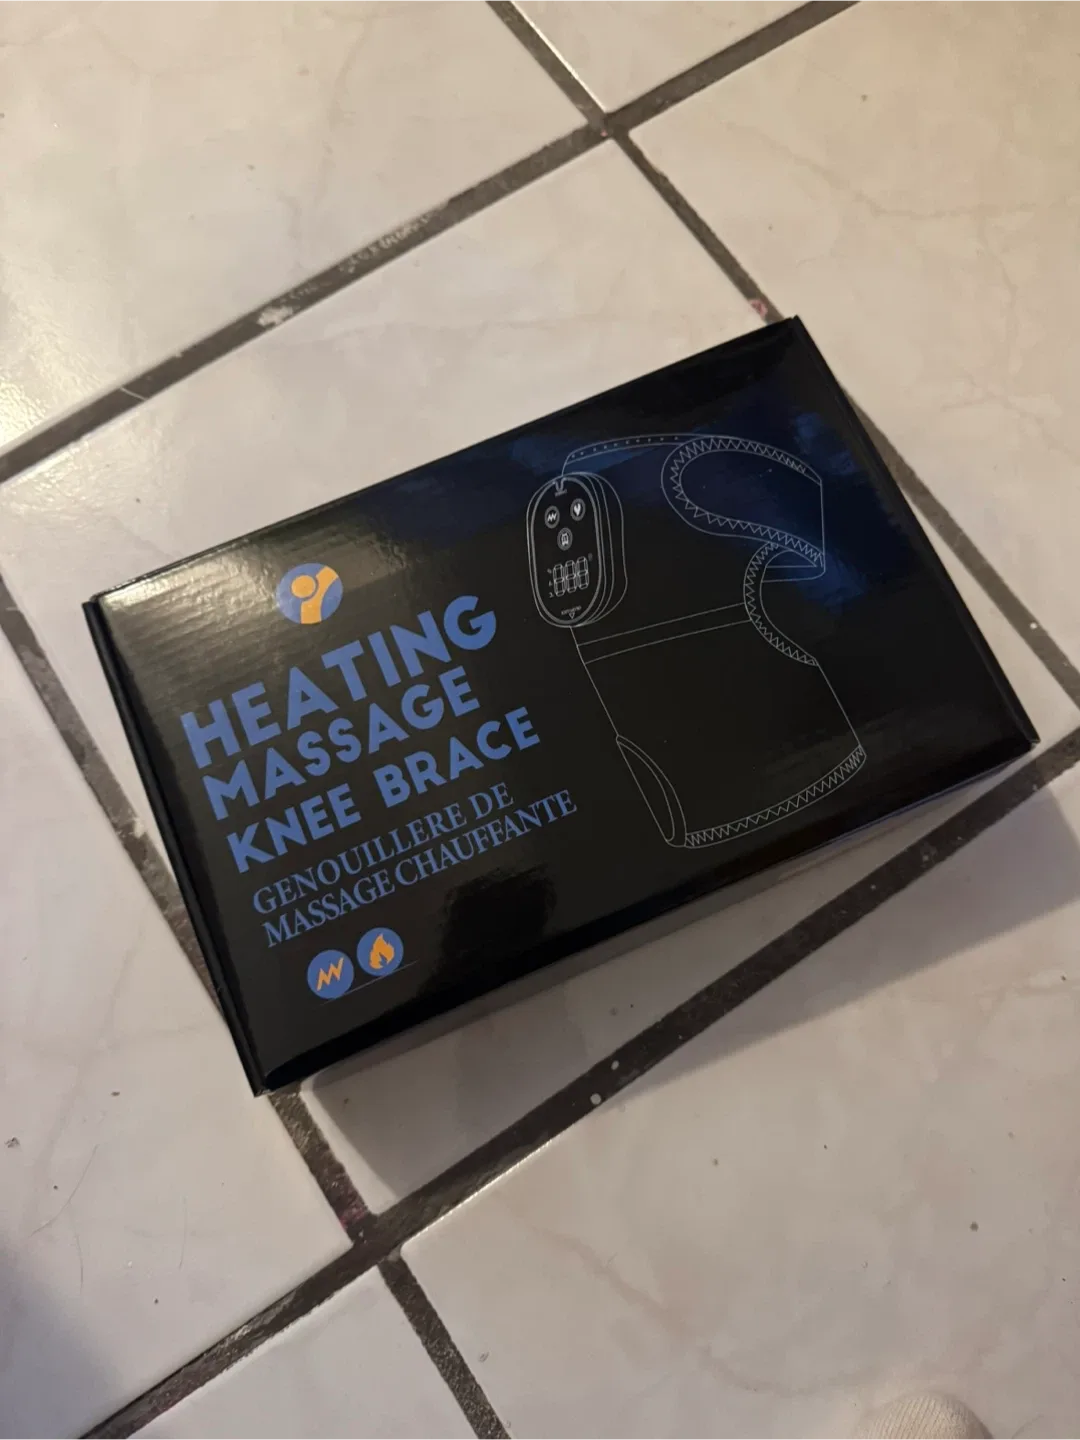 HEATING
MASSAGE
KNEE BRACE
GENOUILLERE DE
MASSAGE CHAUFFANTE